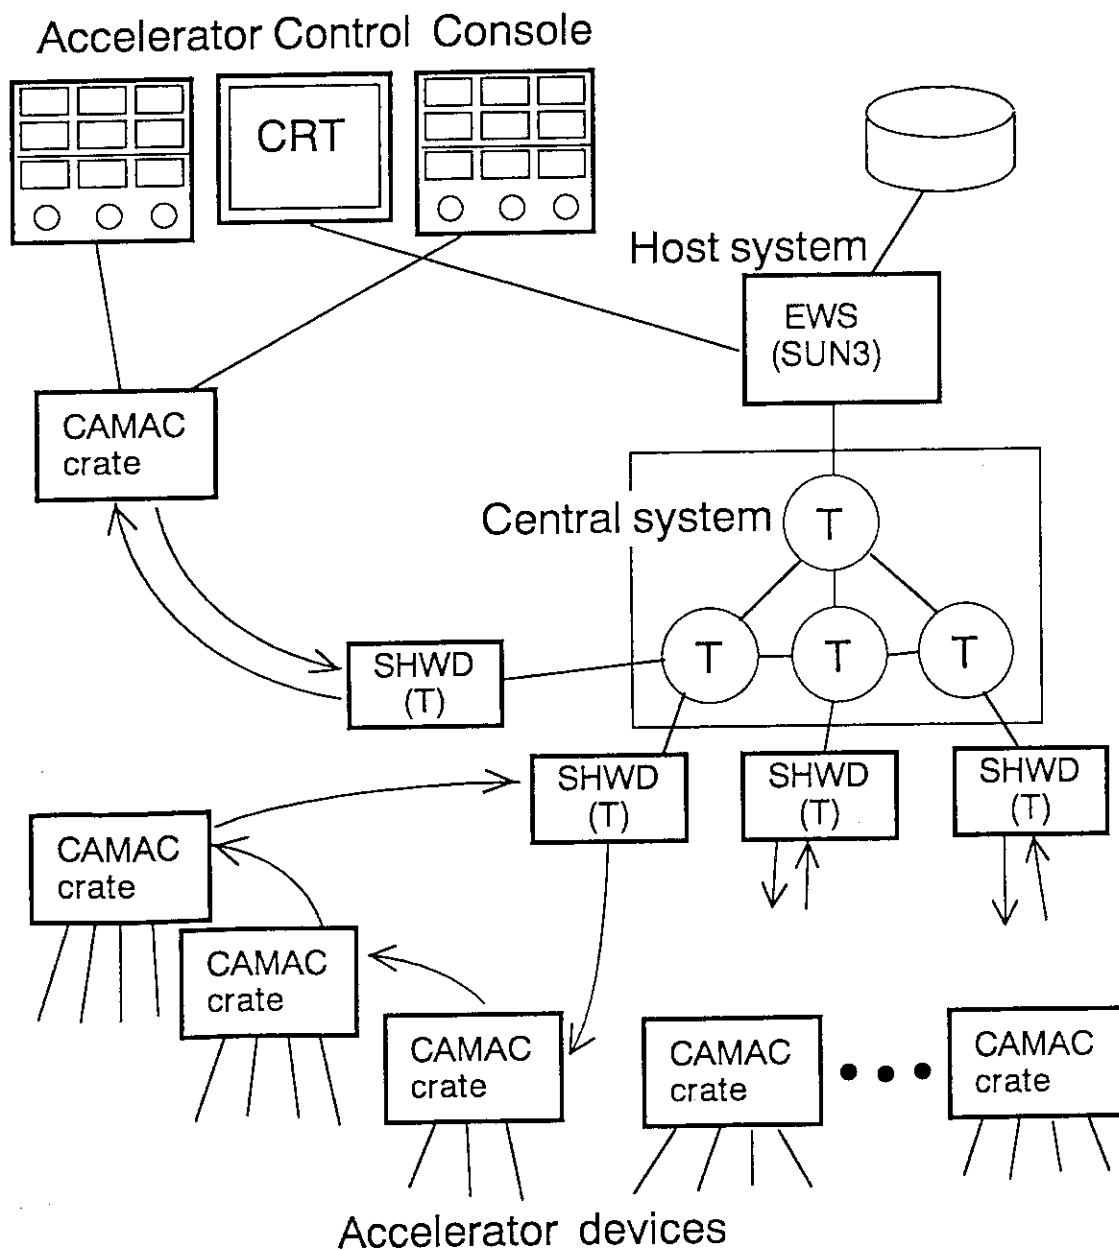 Accelerator Control Console
CRT
Host system
EWS
(SUN3)
CAMAC
crate
Central system
T
T
T
T
SHWD
(T)
SHWD
(T)
SHWD
(T)
SHWD
(T)
CAMAC
crate
CAMAC
crate
CAMAC
crate
CAMAC
crate
CAMAC
crate
Accelerator devices